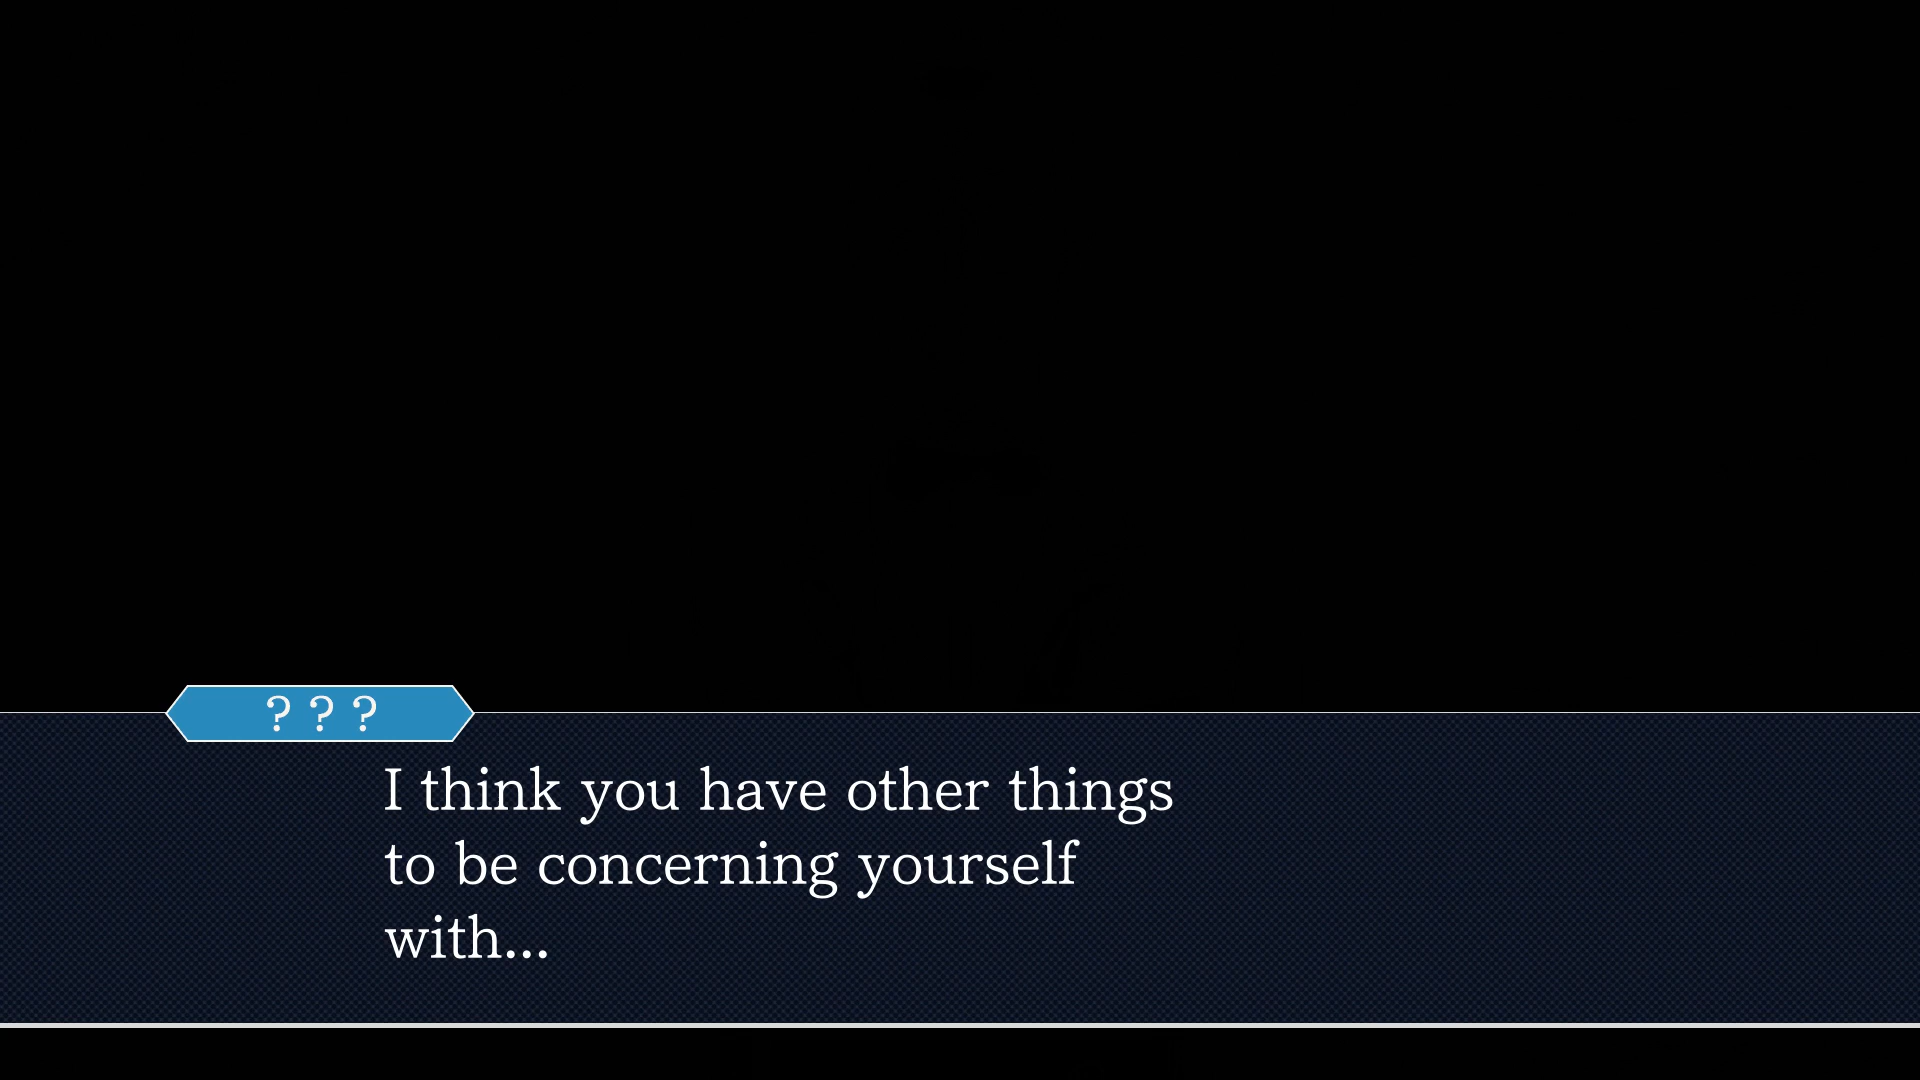 ? ? ?
I think you have other things
to be concerning yourself
with...